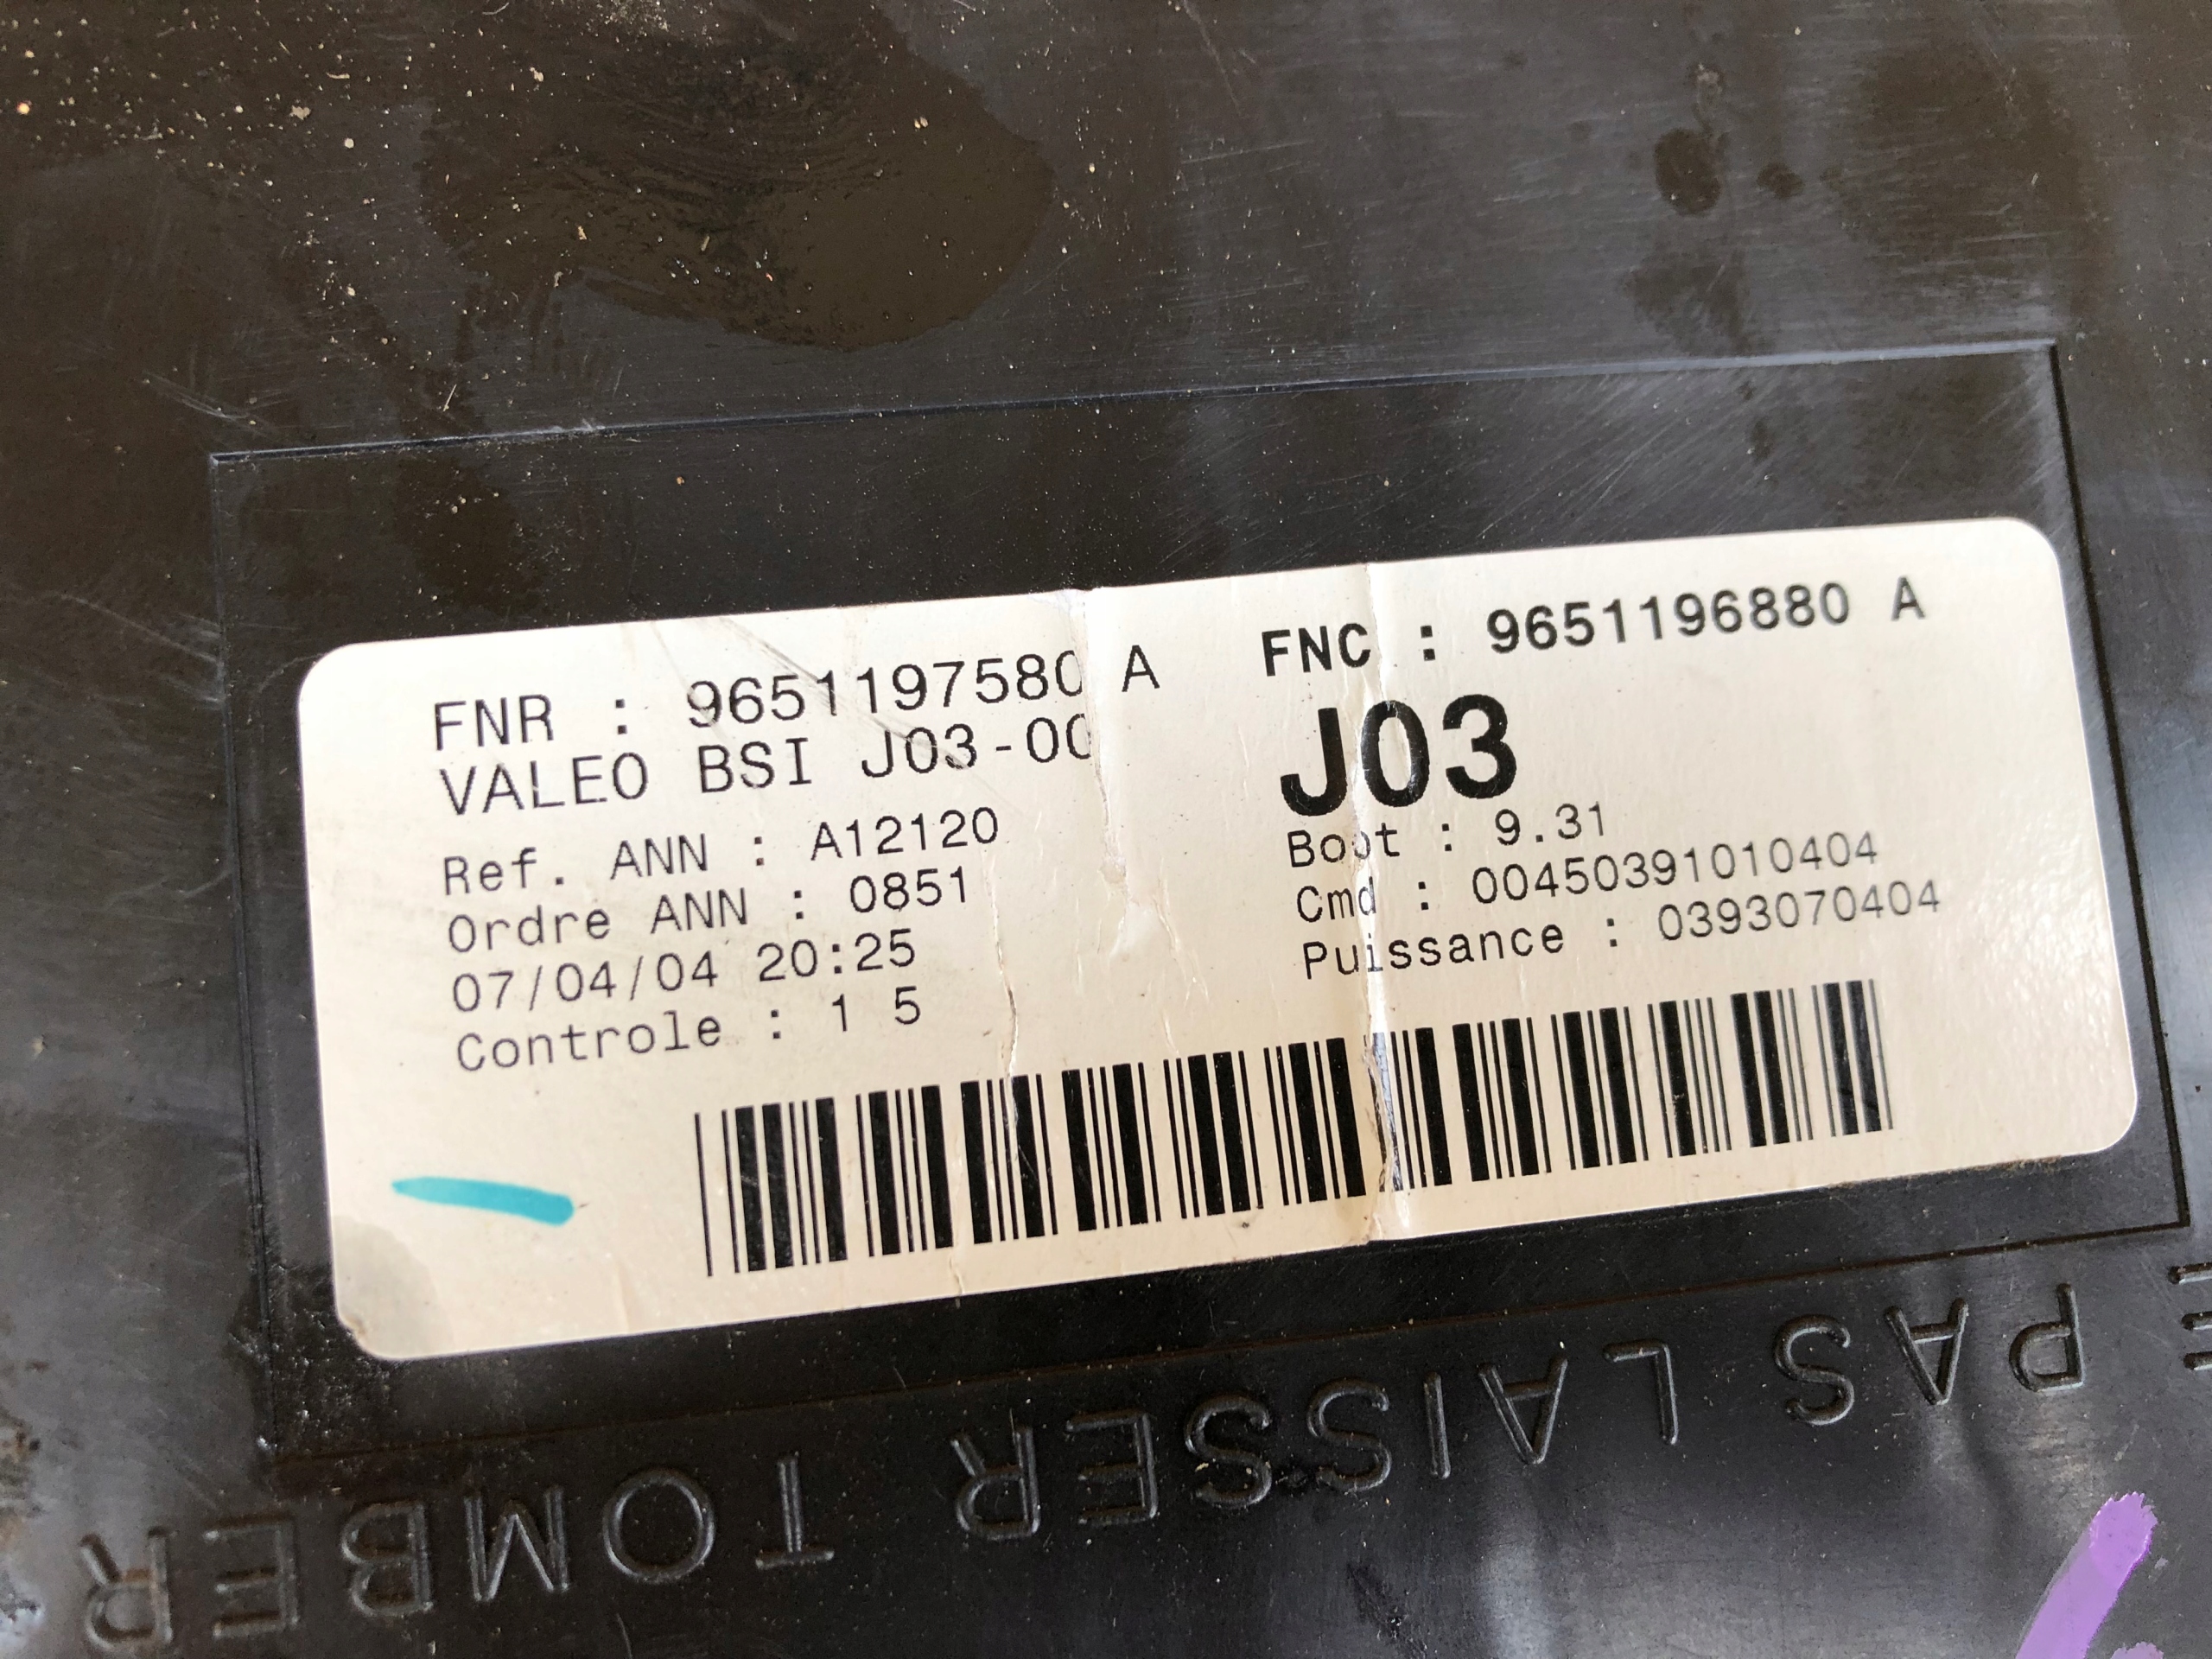 FNR : 9651197580 A
VALEO BSI J03-00
Ref. ANN : A12120
Ordre ANN : 0851
07/04/04 20:25
Controle : 1 5
FNC : 9651196880 A
J03
Boot : 9.31
Cmd : 00450391010404
Puissance : 0393070404
E PAS LAISSER TOMBER